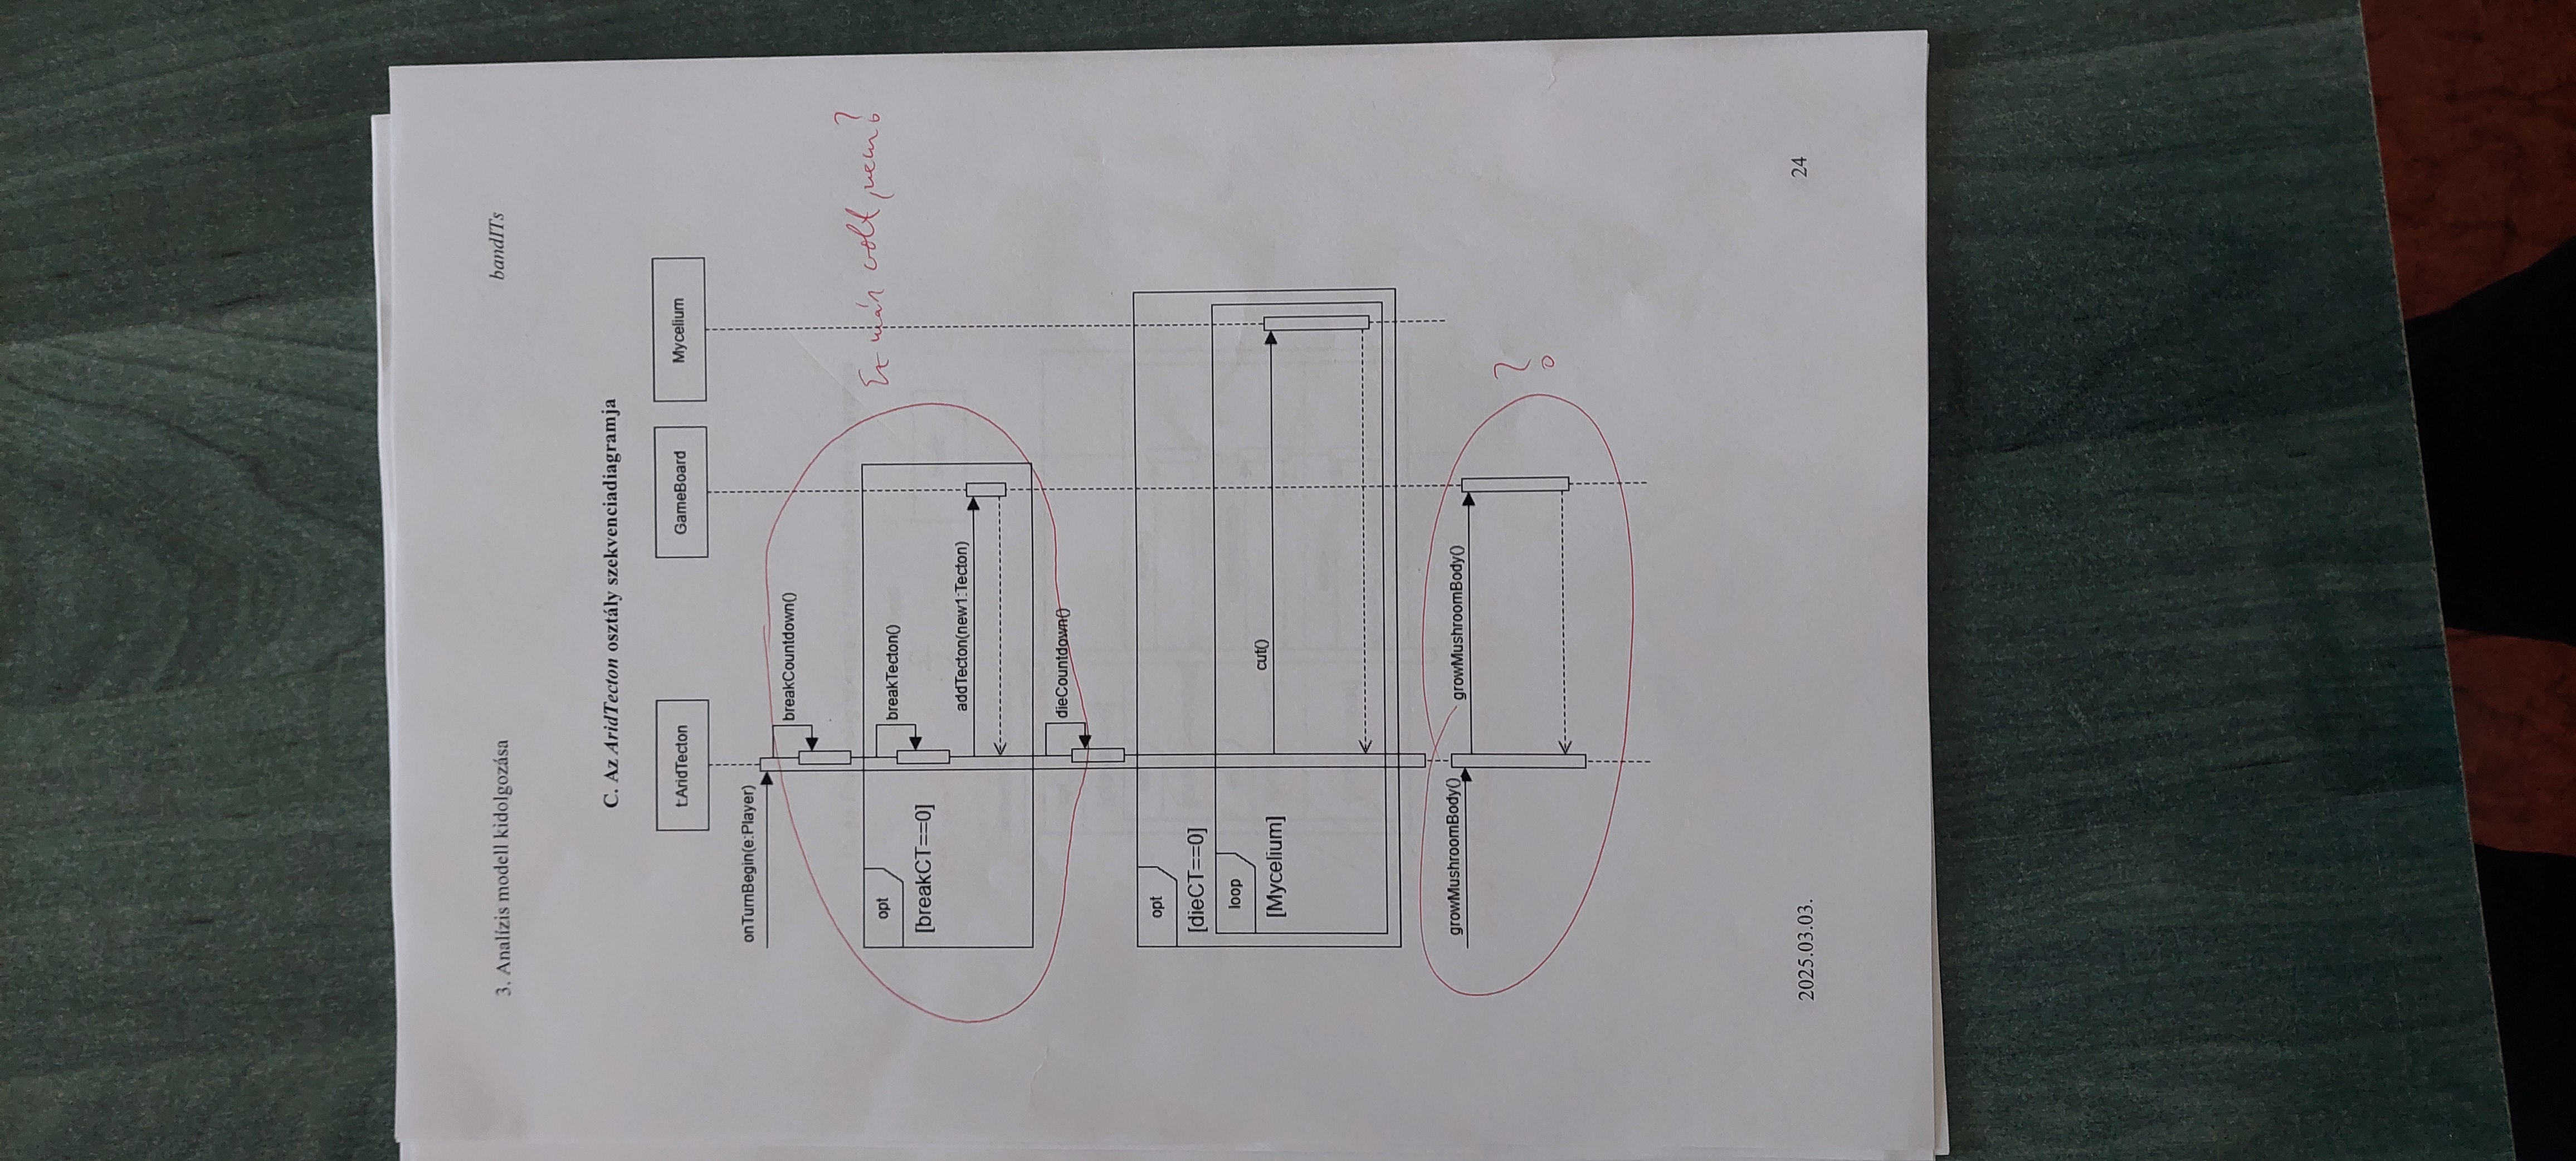 3. Analízis modell kidolgozása
bandITs
C. Az AridTecton osztály szekvenciadiagramja
t:AridTecton
GameBoard
Mycelium
onTurnBegin(e:Player)
breakCountdown()
Ez már volt, nem?
opt
breakTecton()
[breakCT==0]
addTecton(new1:Tecton)
dieCountdown()
opt
[dieCT==0]
loop
cut()
[Mycelium]
growMushroomBody()
growMushroomBody()
?
2025.03.03.
24